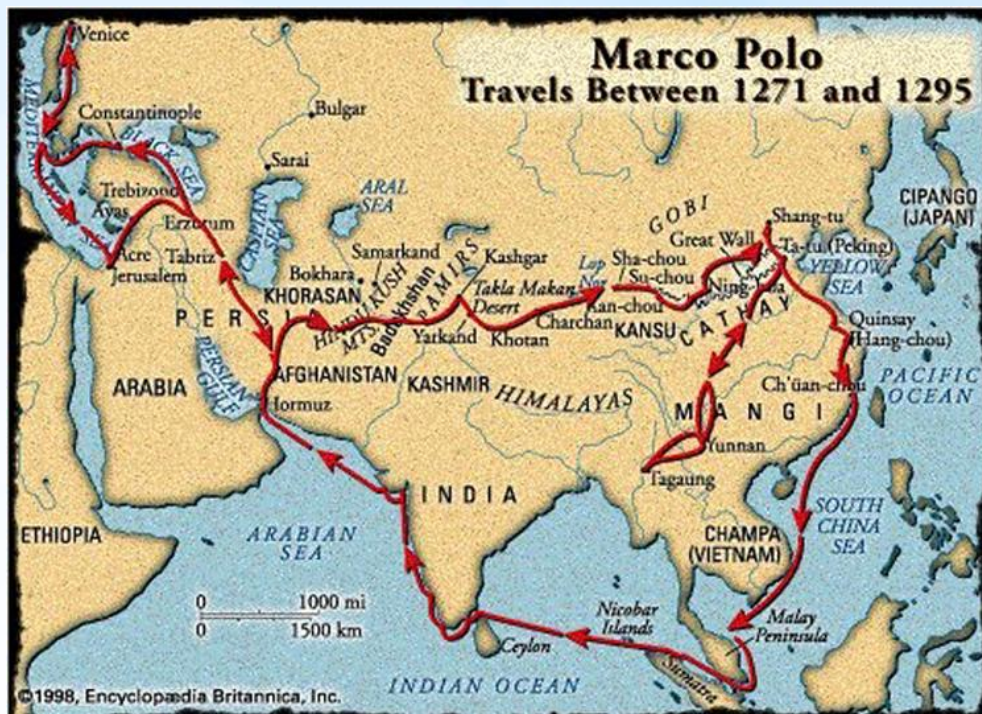 Marco Polo
Travels Between 1271 and 1295
Venice
Constantinople
BLACK SEA
Bulgar
Sarai
ARAL
SEA
CASPIAN
SEA
Trebizond
Ayas
Erzurum
Acre
Tabriz
Jerusalem
Bokhara
Samarkand
KHORASAN
HINDU KUSH
MTS.
Badakhshan
PAMIRS
Kashgar
Takla Makan
Desert
Yarkand
Khotan
Charchan
Lop
Nor
Sha-chou
Su-chou
Kan-chou
KANSU
GOBI
Great Wall
Shang-tu
Ta-tu (Peking)
YELLOW
SEA
CATHAY
CIPANGO
(JAPAN)
Quinsay
(Hang-chou)
Ch'üan-chou
PACIFIC
OCEAN
PERSIA
PERSIAN
GULF
ARABIA
AFGHANISTAN
KASHMIR
HIMALAYAS
Hormuz
MANGI
Yunnan
Tagaung
INDIA
ETHIOPIA
ARABIAN
SEA
CHAMPA
(VIETNAM)
SOUTH
CHINA
SEA
0 1000 mi
0 1500 km
Nicobar
Islands
Malay
Peninsula
Ceylon
Sumatra
INDIAN OCEAN
©1998, Encyclopædia Britannica, Inc.